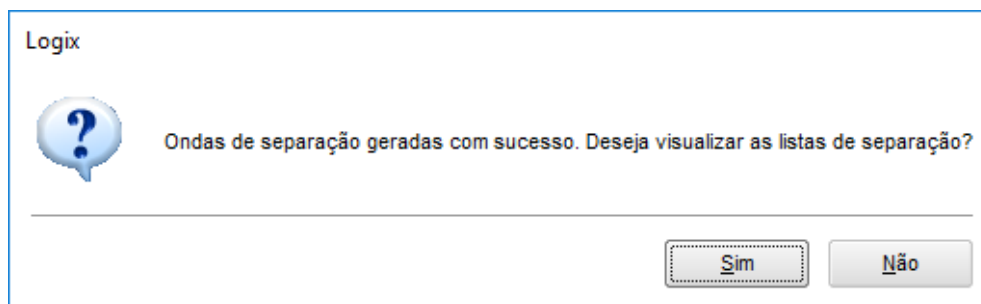 Logix
Ondas de separação geradas com sucesso. Deseja visualizar as listas de separação?
Sim
Não